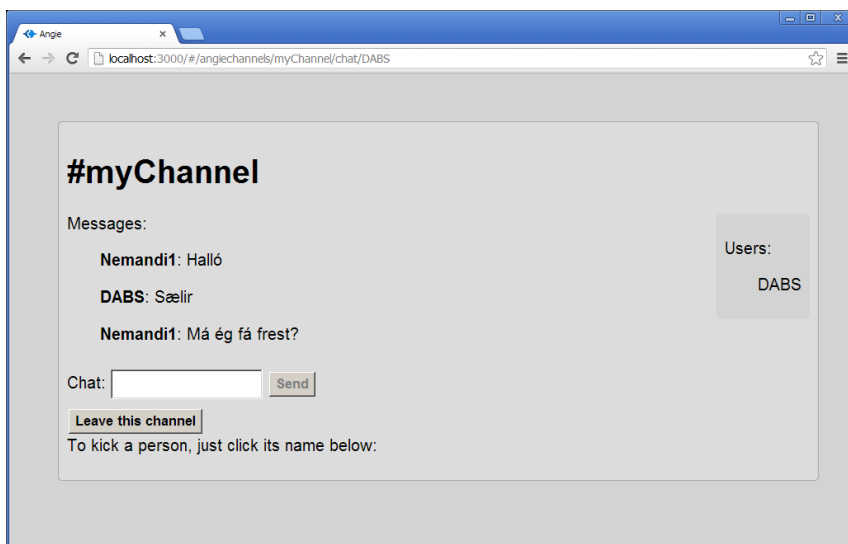 Angie
localhost:3000/#/angiechannels/myChannel/chat/DABS
#myChannel
Messages:
Nemandi1: Halló
DABS: Sælir
Nemandi1: Má ég fá frest?
Users:
DABS
Chat:
Send
Leave this channel
To kick a person, just click its name below: